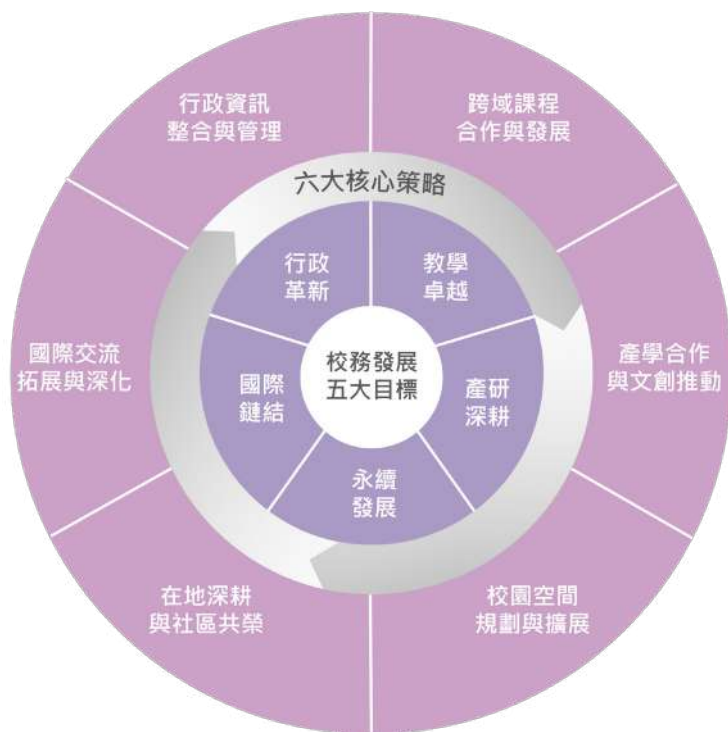 行政資訊
整合與管理
跨域課程
合作與發展
六大核心策略
行政
革新
教學
卓越
國際交流
拓展與深化
國際
鏈結
校務發展
五大目標
產研
深耕
產學合作
與文創推動
永續
發展
在地深耕
與社區共榮
校園空間
規劃與擴展